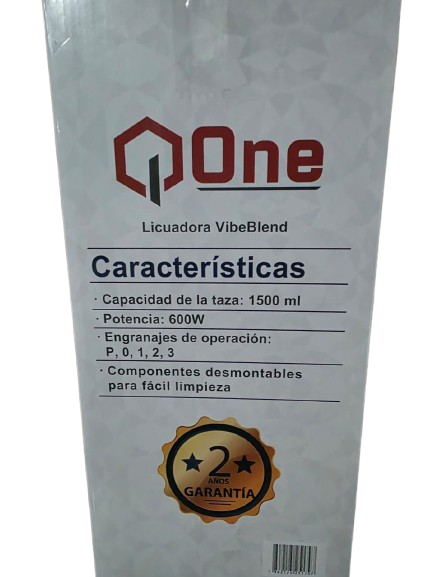 One
Licuadora VibeBlend
Características
· Capacidad de la taza: 1500 ml
· Potencia: 600W
· Engranajes de operación:
P, 0, 1, 2, 3
· Componentes desmontables
para fácil limpieza
2
AÑOS
GARANTÍA